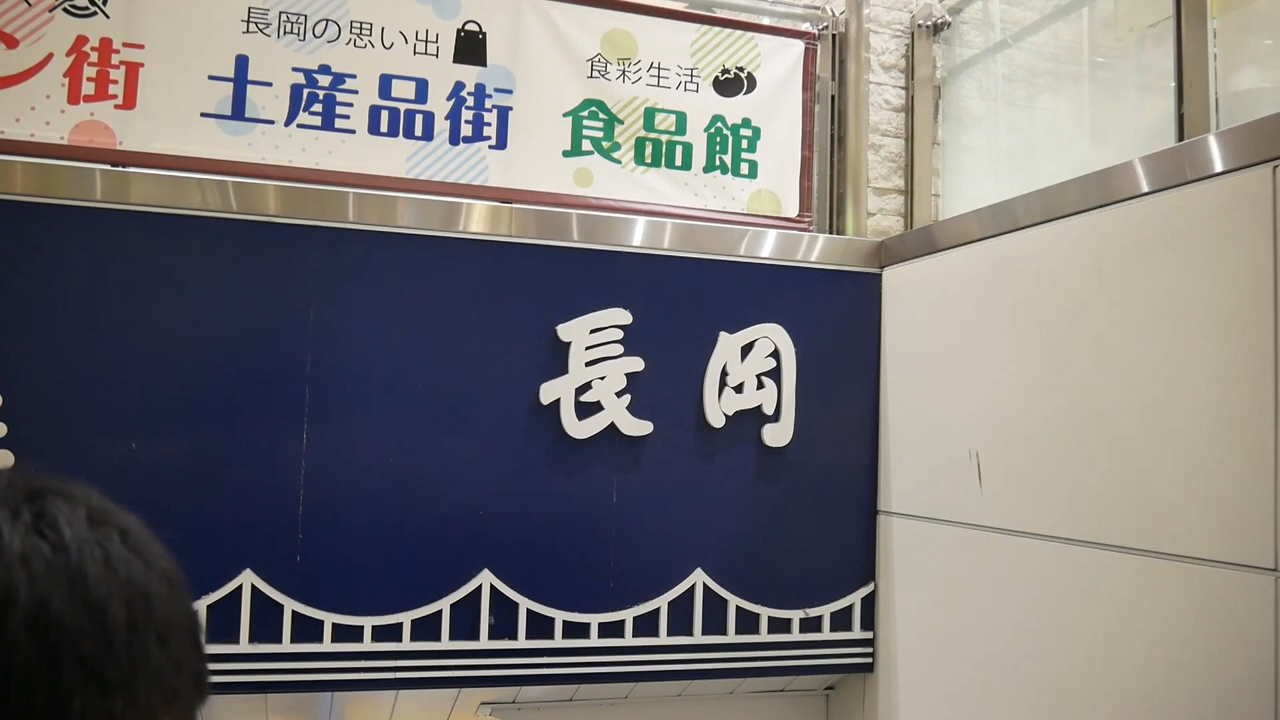 ン街
長岡の思い出
土産品街
食彩生活
食品館
長岡